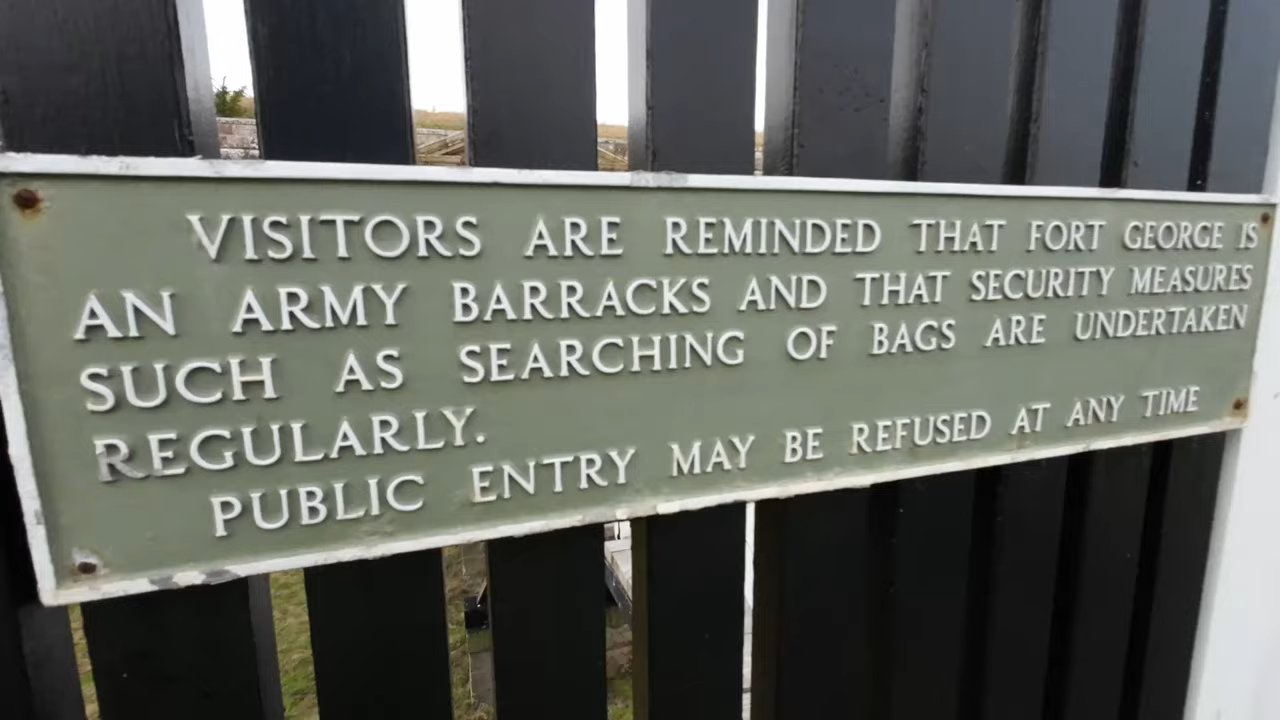 VISITORS ARE REMINDED THAT FORT GEORGE IS
AN ARMY BARRACKS AND THAT SECURITY MEASURES
SUCH AS SEARCHING OF BAGS ARE UNDERTAKEN
REGULARLY.
PUBLIC ENTRY MAY BE REFUSED AT ANY TIME